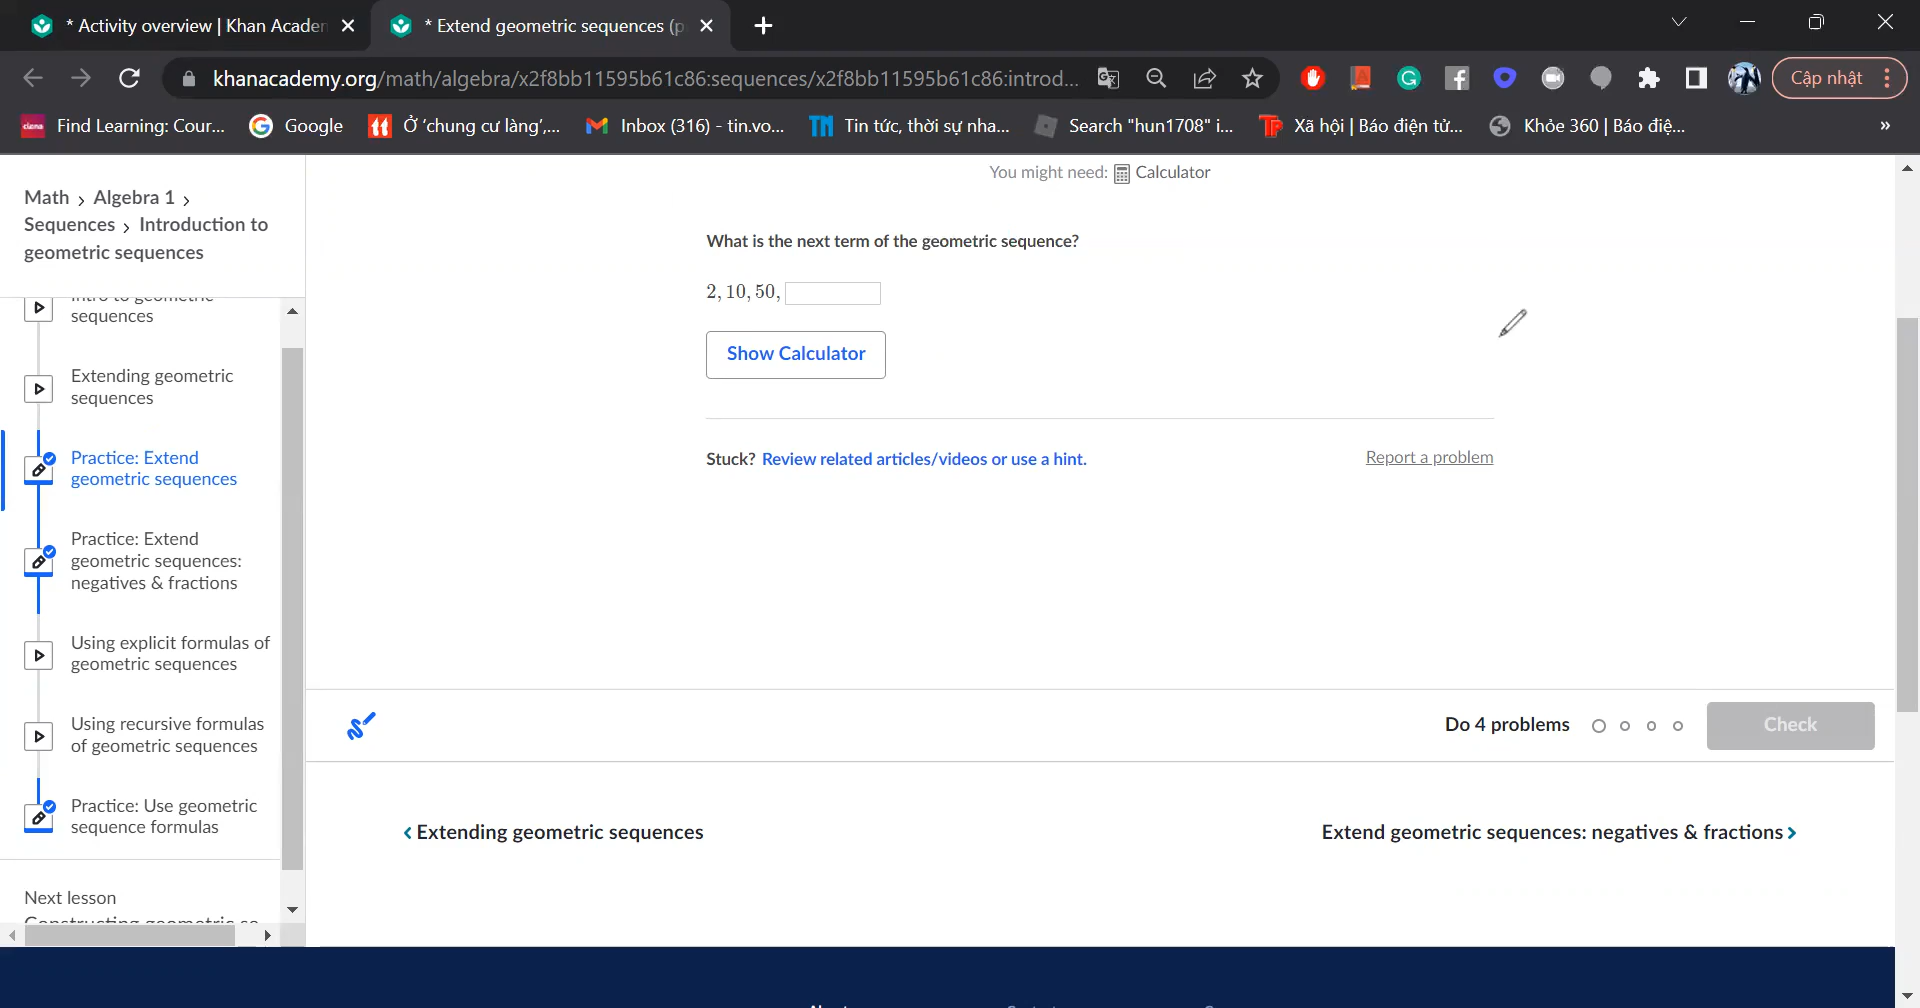 * Activity overview | Khan Academ
* Extend geometric sequences (p
khanacademy.org/math/algebra/x2f8bb11595b61c86:sequences/x2f8bb11595b61c86:introd...
Cập nhật
Find Learning: Cour...
Google
Ở 'chung cư làng',...
Inbox (316) - tin.vo...
Tin tức, thời sự nha...
Search "hun1708" i...
Xã hội | Báo điện tử...
Khỏe 360 | Báo điệ...
Math > Algebra 1 >
Sequences > Introduction to
geometric sequences
Intro to geometric
sequences
Extending geometric
sequences
Practice: Extend
geometric sequences
Practice: Extend
geometric sequences:
negatives & fractions
Using explicit formulas of
geometric sequences
Using recursive formulas
of geometric sequences
Practice: Use geometric
sequence formulas
Next lesson
You might need: Calculator
What is the next term of the geometric sequence?
2, 10, 50,
Show Calculator
Stuck? Review related articles/videos or use a hint.
Report a problem
Do 4 problems
Check
< Extending geometric sequences
Extend geometric sequences: negatives & fractions >